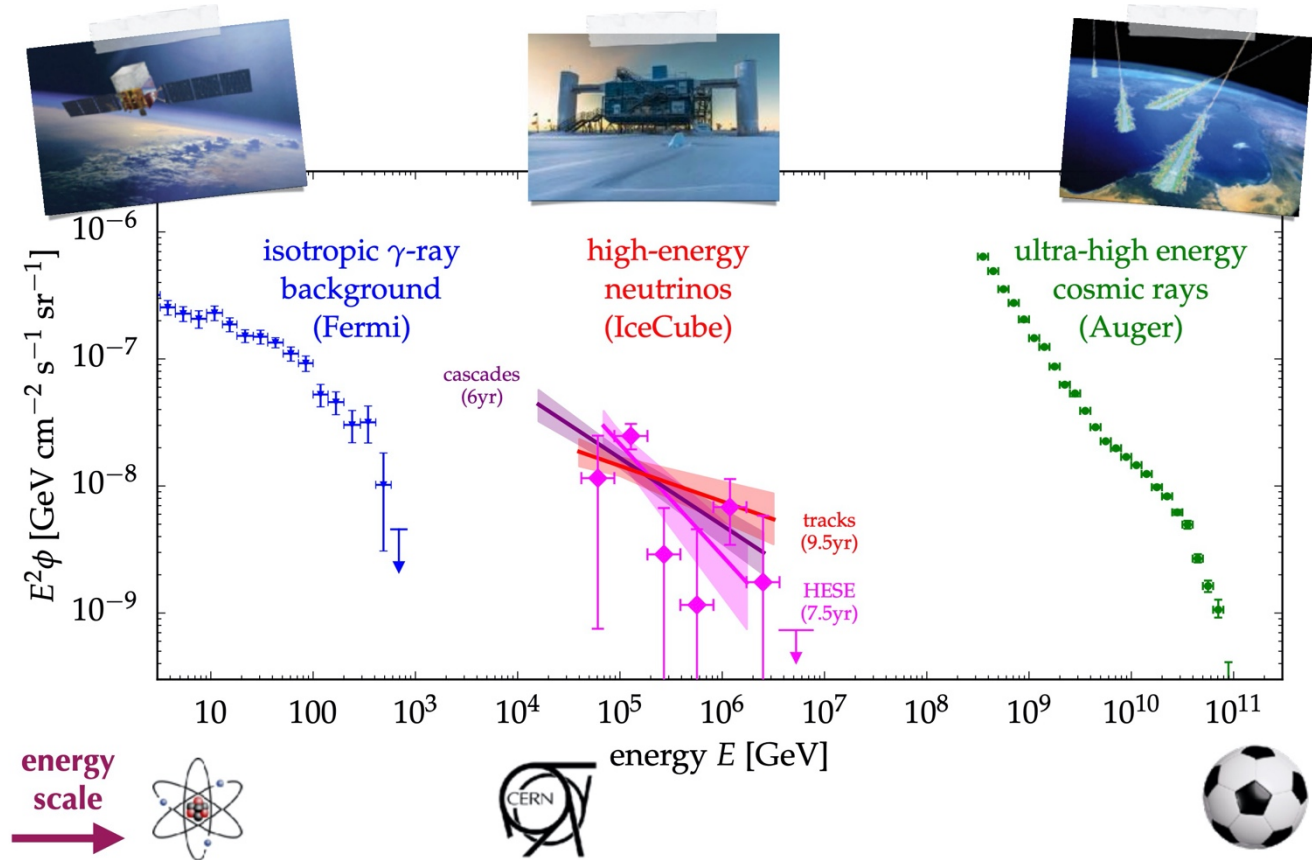 isotropic γ-ray
background
(Fermi)
high-energy
neutrinos
(IceCube)
ultra-high energy
cosmic rays
(Auger)
cascades
(6yr)
tracks
(9.5yr)
HESE
(7.5yr)
E²ϕ [GeV cm⁻² s⁻¹ sr⁻¹]
10⁻⁶
10⁻⁷
10⁻⁸
10⁻⁹
10 100 10³ 10⁴ 10⁵ 10⁶ 10⁷ 10⁸ 10⁹ 10¹⁰ 10¹¹
energy E [GeV]
energy
scale
CERN